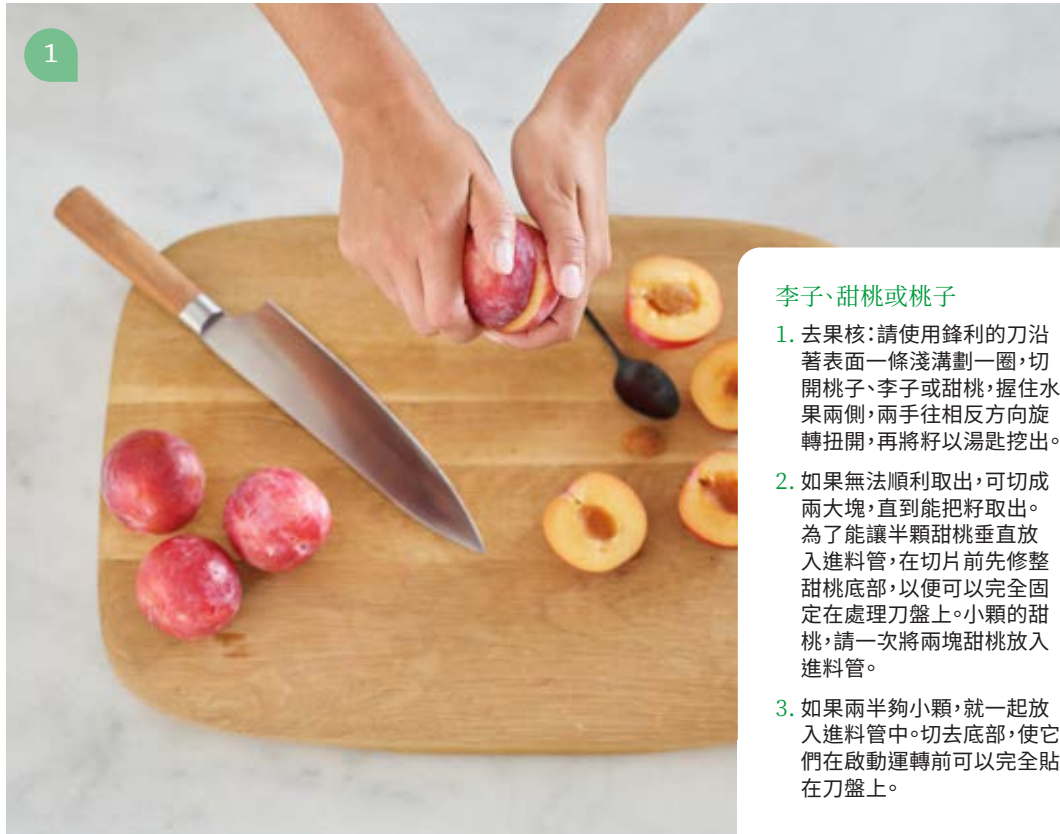 1
李子、甜桃或桃子
1. 去果核：請使用鋒利的刀沿
著表面一條淺溝劃一圈，切
開桃子、李子或甜桃，握住水
果兩側，兩手往相反方向旋
轉扭開，再將籽以湯匙挖出。
2. 如果無法順利取出，可切成
兩大塊，直到能把籽取出。
為了能讓半顆甜桃垂直放
入進料管，在切片前先修整
甜桃底部，以便可以完全固
定在處理刀盤上。小顆的甜
桃，請一次將兩塊甜桃放入
進料管。
3. 如果兩半夠小顆，就一起放
入進料管中。切去底部，使它
們在啟動運轉前可以完全貼
在刀盤上。